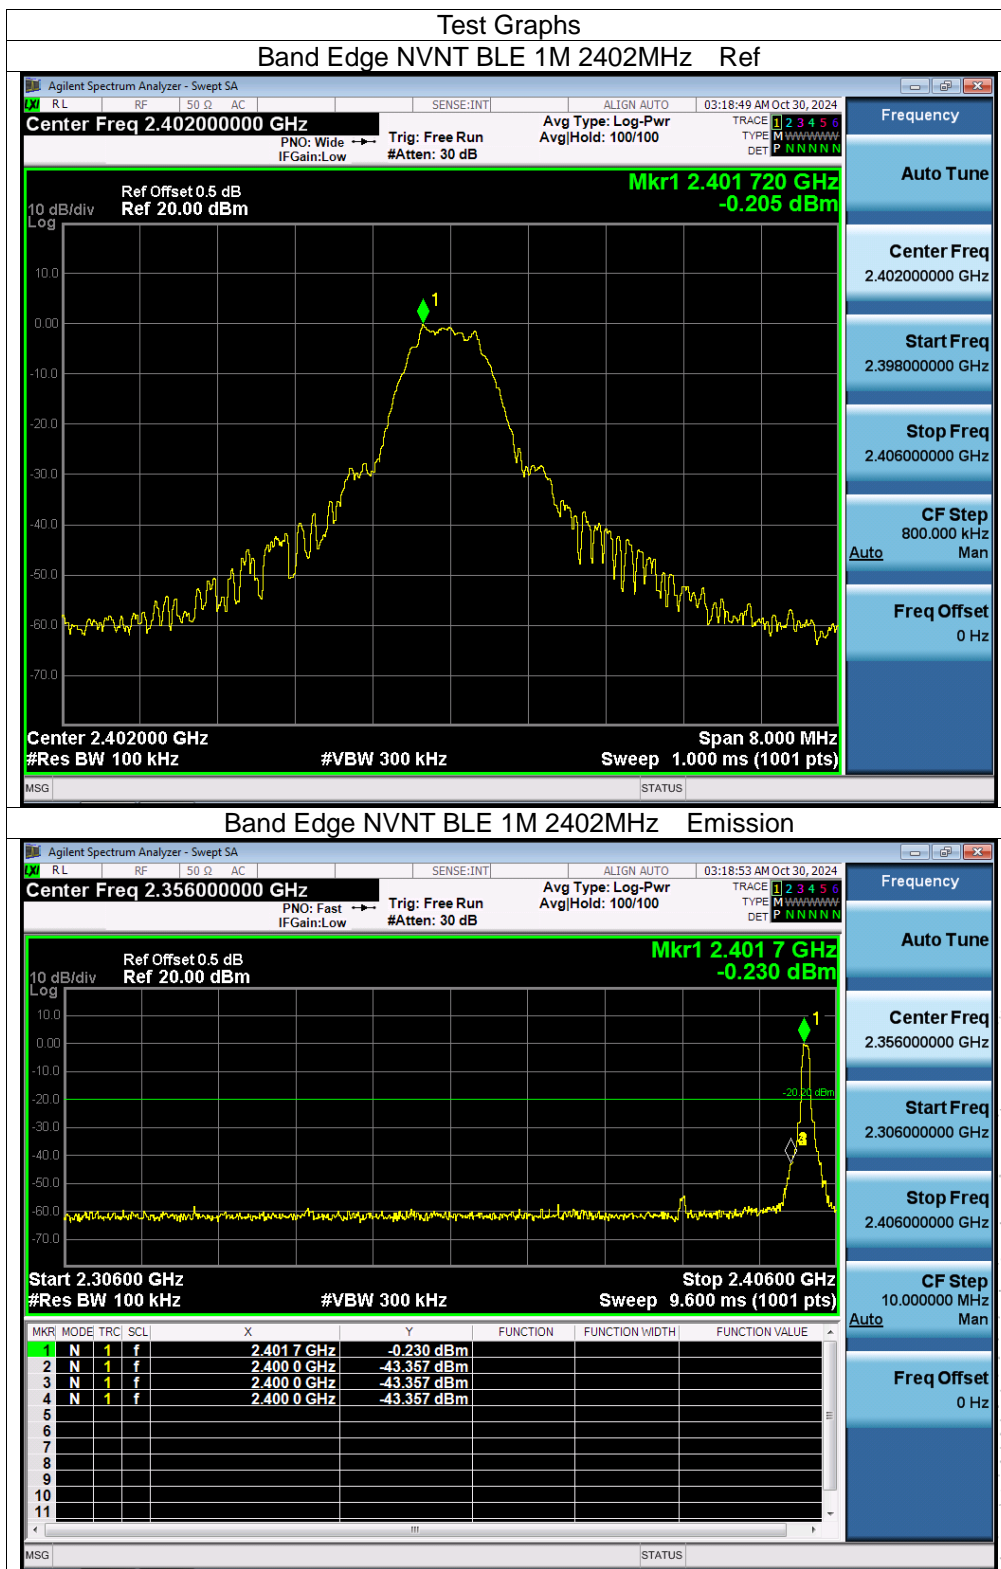 Test Graphs
Band Edge NVNT BLE 1M 2402MHz Ref
Agilent Spectrum Analyzer - Swept SA
LXI RL RF 50 Ω AC SENSE:INT ALIGN AUTO 03:18:49 AM Oct 30, 2024
Center Freq 2.402000000 GHz
PNO: Wide
IFGain:Low
Trig: Free Run
#Atten: 30 dB
Avg Type: Log-Pwr
Avg|Hold: 100/100
TRACE 1 2 3 4 5 6
TYPE M WWWWW
DET P N N N N N
Frequency
Auto Tune
Center Freq
2.402000000 GHz
Start Freq
2.398000000 GHz
Stop Freq
2.406000000 GHz
CF Step
800.000 kHz
Auto Man
Freq Offset
0 Hz
Mkr1 2.401 720 GHz
-0.205 dBm
Ref Offset 0.5 dB
10 dB/div Ref 20.00 dBm
Log
1
10.0
0.00
-10.0
-20.0
-30.0
-40.0
-50.0
-60.0
-70.0
Center 2.402000 GHz Span 8.000 MHz
#Res BW 100 kHz #VBW 300 kHz Sweep 1.000 ms (1001 pts)
MSG STATUS
Band Edge NVNT BLE 1M 2402MHz Emission
Agilent Spectrum Analyzer - Swept SA
LXI RL RF 50 Ω AC SENSE:INT ALIGN AUTO 03:18:53 AM Oct 30, 2024
Center Freq 2.356000000 GHz
PNO: Fast
IFGain:Low
Trig: Free Run
#Atten: 30 dB
Avg Type: Log-Pwr
Avg|Hold: 100/100
TRACE 1 2 3 4 5 6
TYPE M WWWWW
DET P N N N N N
Frequency
Auto Tune
Center Freq
2.356000000 GHz
Start Freq
2.306000000 GHz
Stop Freq
2.406000000 GHz
CF Step
10.000000 MHz
Auto Man
Freq Offset
0 Hz
Mkr1 2.401 7 GHz
-0.230 dBm
Ref Offset 0.5 dB
10 dB/div Ref 20.00 dBm
Log
1
10.0
0.00
-10.0
-20.20 dBm
-20.0
-30.0
-40.0
-50.0
-60.0
-70.0
Start 2.30600 GHz Stop 2.40600 GHz
#Res BW 100 kHz #VBW 300 kHz Sweep 9.600 ms (1001 pts)
MKR MODE TRC SCL X Y FUNCTION FUNCTION WIDTH FUNCTION VALUE
1 N 1 f 2.401 7 GHz -0.230 dBm
2 N 1 f 2.400 0 GHz -43.357 dBm
3 N 1 f 2.400 0 GHz -43.357 dBm
4 N 1 f 2.400 0 GHz -43.357 dBm
5
6
7
8
9
10
11
MSG STATUS